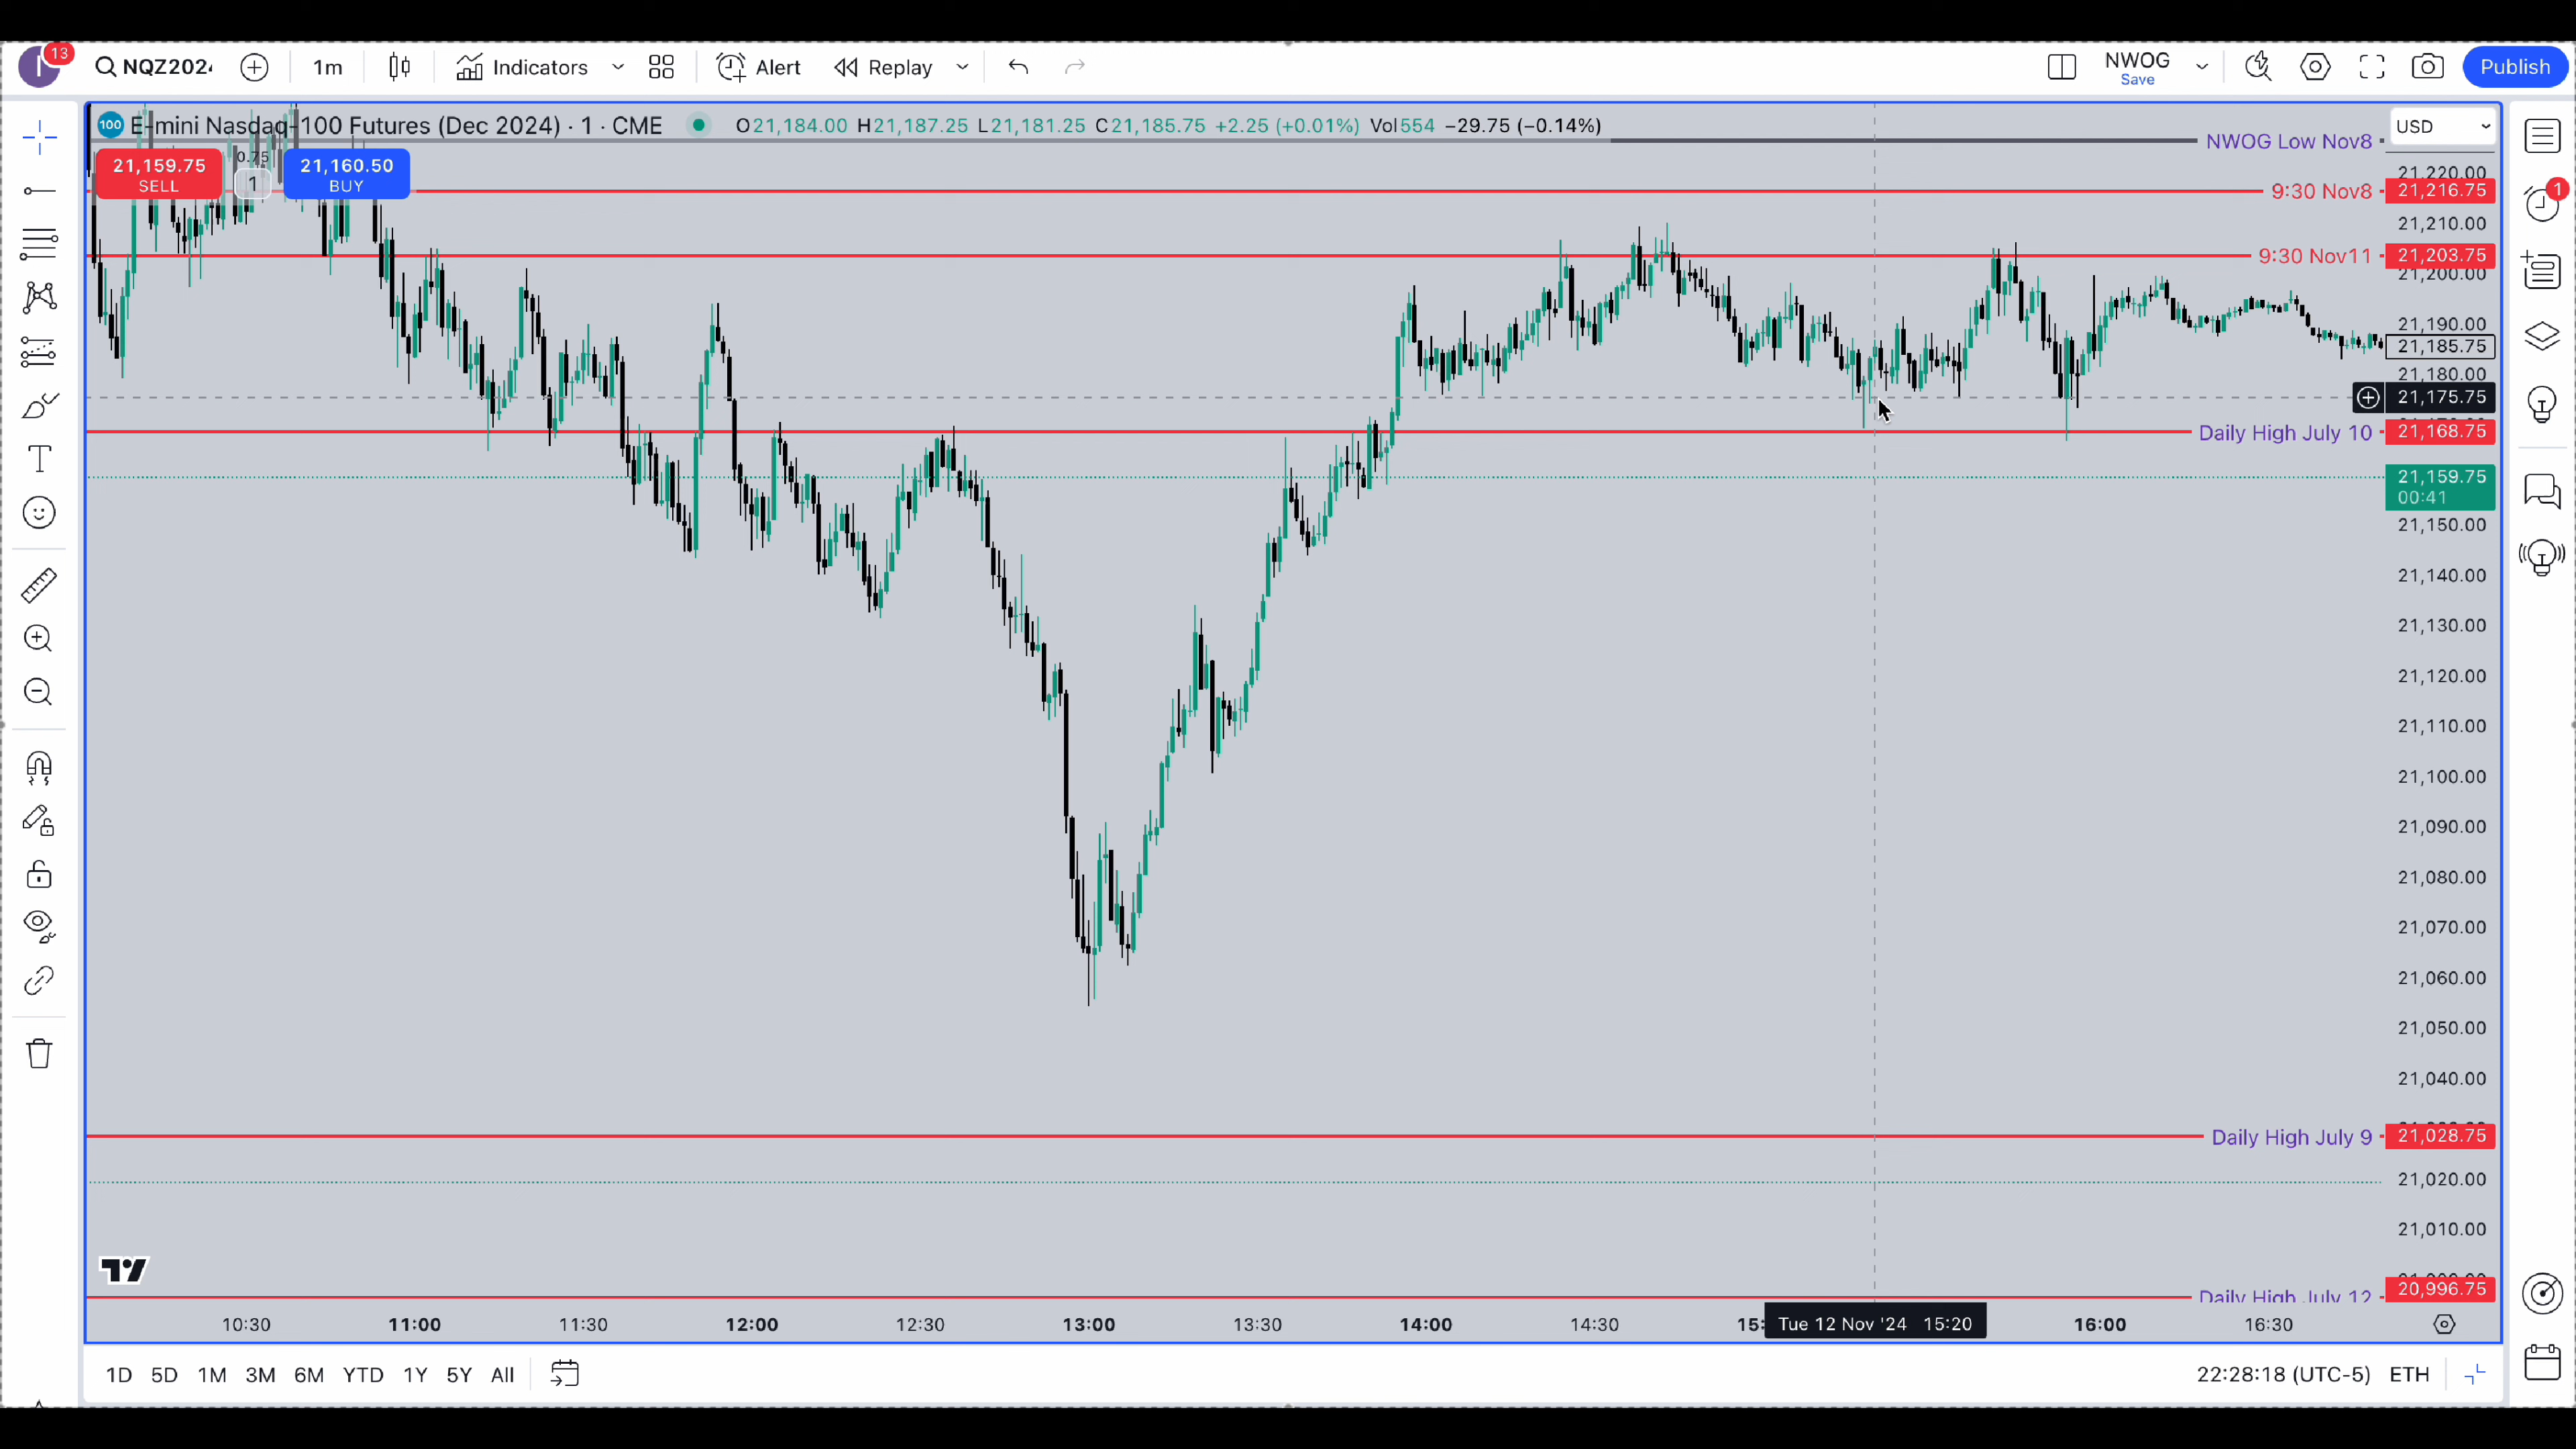 I
13
NQZ2024
1m
Indicators
Alert
Replay
NWOG
Save
Publish
100 E-mini Nasdaq-100 Futures (Dec 2024) · 1 · CME
O21,184.00 H21,187.25 L21,181.25 C21,185.75 +2.25 (+0.01%) Vol554 −29.75 (−0.14%)
USD
21,159.75
SELL
0.75
1
21,160.50
BUY
NWOG Low Nov8
21,220.00
9:30 Nov8
21,216.75
1
21,210.00
9:30 Nov11
21,203.75
21,200.00
21,190.00
21,185.75
21,180.00
21,175.75
Daily High July 10
21,168.75
21,159.75
00:41
21,150.00
21,140.00
21,130.00
21,120.00
21,110.00
21,100.00
21,090.00
21,080.00
21,070.00
21,060.00
21,050.00
21,040.00
Daily High July 9
21,028.75
21,020.00
21,010.00
Daily High July 12
20,996.75
10:30
11:00
11:30
12:00
12:30
13:00
13:30
14:00
14:30
Tue 12 Nov '24 15:20
16:00
16:30
1D 5D 1M 3M 6M YTD 1Y 5Y All
22:28:18 (UTC-5) ETH